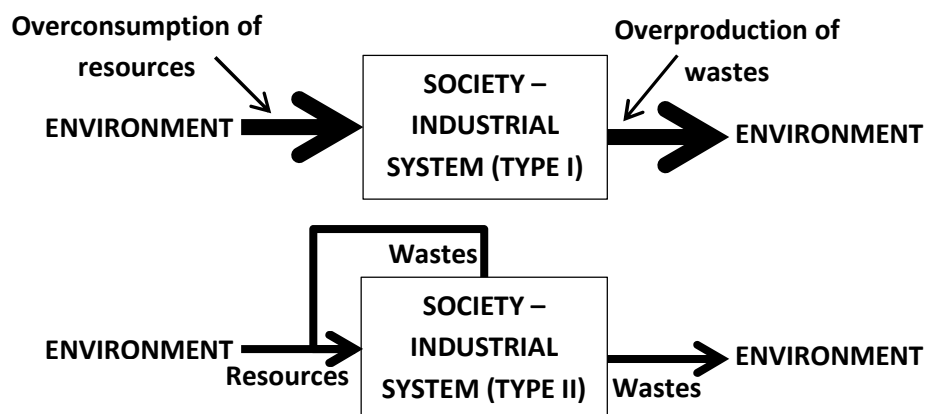 Overconsumption of
resources
Overproduction of
wastes
SOCIETY –
INDUSTRIAL
SYSTEM (TYPE I)
ENVIRONMENT
ENVIRONMENT
Wastes
SOCIETY –
INDUSTRIAL
SYSTEM (TYPE II)
ENVIRONMENT
Resources
Wastes
ENVIRONMENT